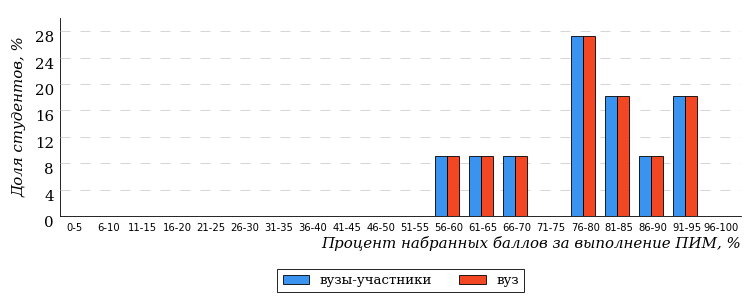 Доля студентов, %
28
24
20
16
12
8
4
0
0-5 6-10 11-15 16-20 21-25 26-30 31-35 36-40 41-45 46-50 51-55 56-60 61-65 66-70 71-75 76-80 81-85 86-90 91-95 96-100
Процент набранных баллов за выполнение ПИМ, %
вузы-участники вуз